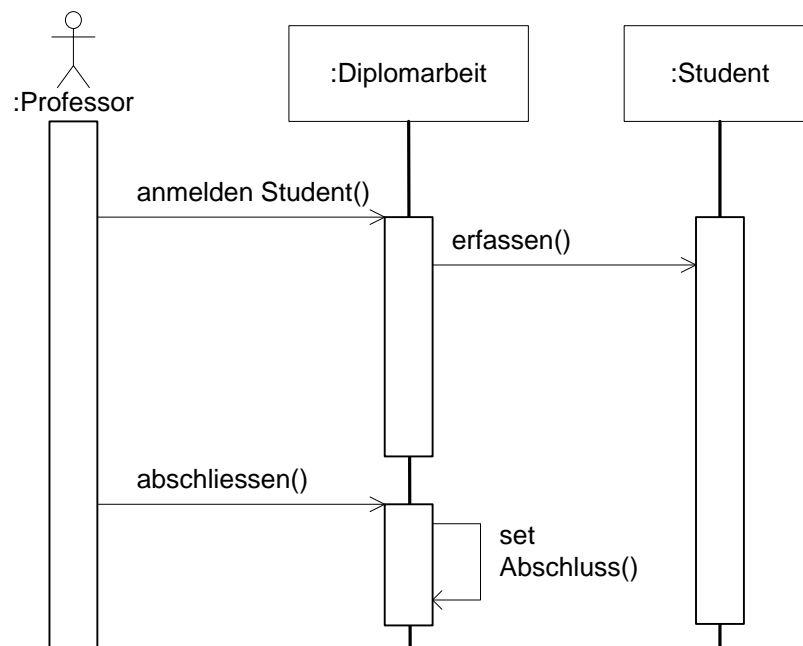 :Professor
:Diplomarbeit
:Student
anmelden Student()
erfassen()
abschliessen()
set
Abschluss()